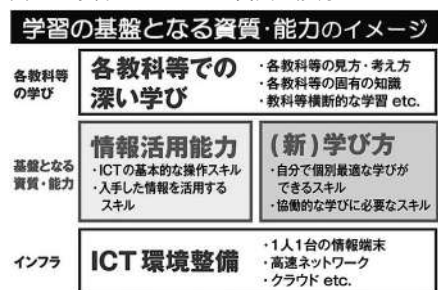 学習の基盤となる資質・能力のイメージ
各教科等
の学び
各教科等での
深い学び
・各教科等の見方・考え方
・各教科等の固有の知識
・教科等横断的な学習 etc.
基盤となる
資質・能力
情報活用能力
・ICTの基本的な操作スキル
・入手した情報を活用する
スキル
(新)学び方
・自分で個別最適な学びが
できるスキル
・協働的な学びに必要なスキル
インフラ
ICT環境整備
・1人1台の情報端末
・高速ネットワーク
・クラウド etc.